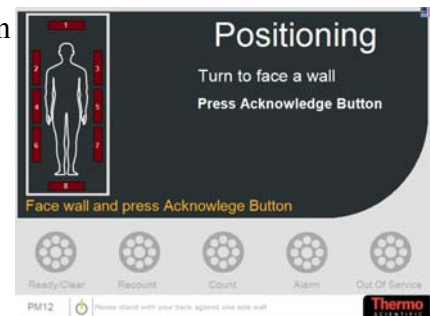 Positioning
1
2
3
Turn to face a wall
4
5
Press Acknowledge Button
6
7
8
Face wall and press Acknowlege Button
Ready/Clear
Recount
Count
Alarm
Out Of Service
PM12
Please stand with your back against one side wall
Thermo
SCIENTIFIC